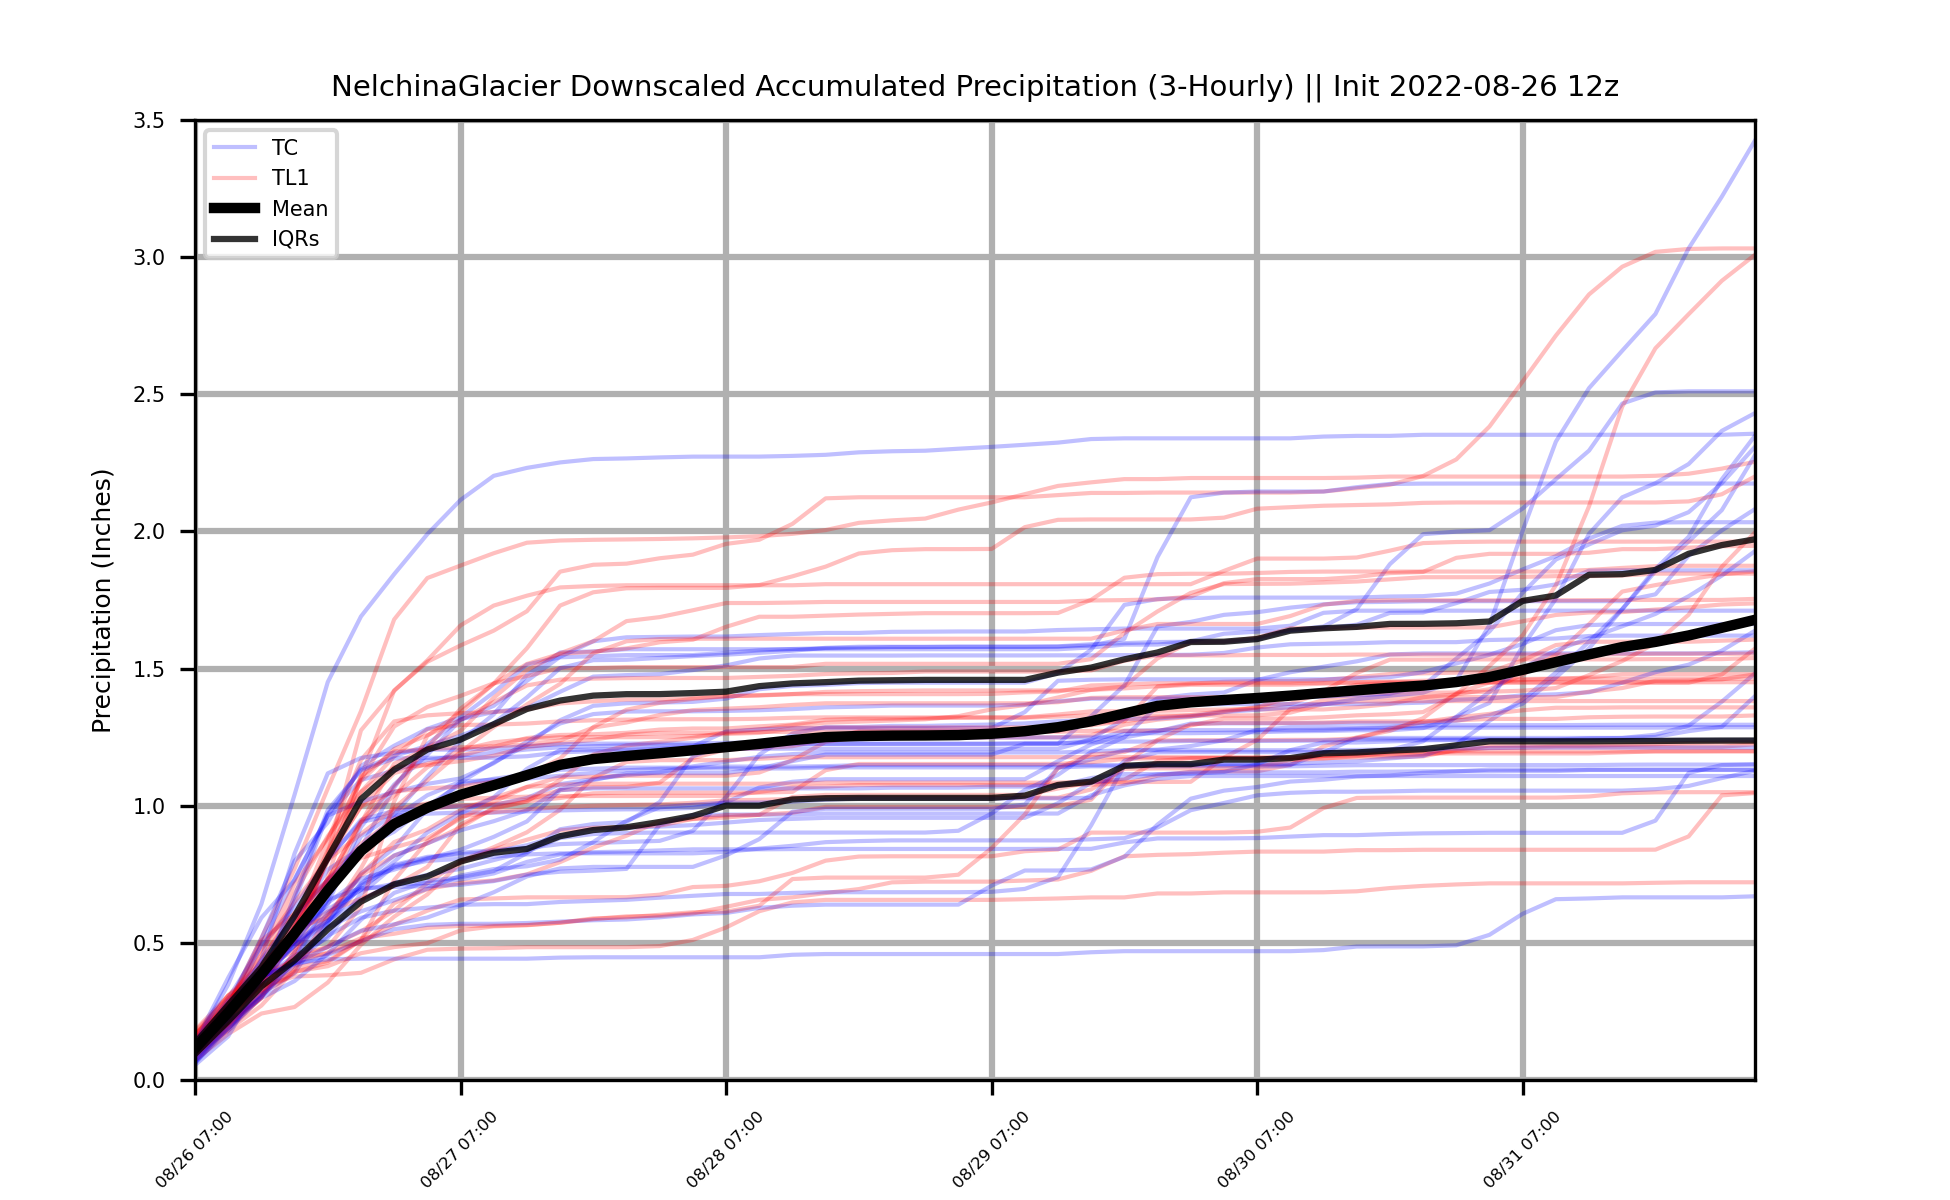 NelchinaGlacier Downscaled Accumulated Precipitation (3-Hourly) || Init 2022-08-26 12z
TC
TL1
Mean
IQRs
Precipitation (Inches)
3.5
3.0
2.5
2.0
1.5
1.0
0.5
0.0
08/26 07:00
08/27 07:00
08/28 07:00
08/29 07:00
08/30 07:00
08/31 07:00